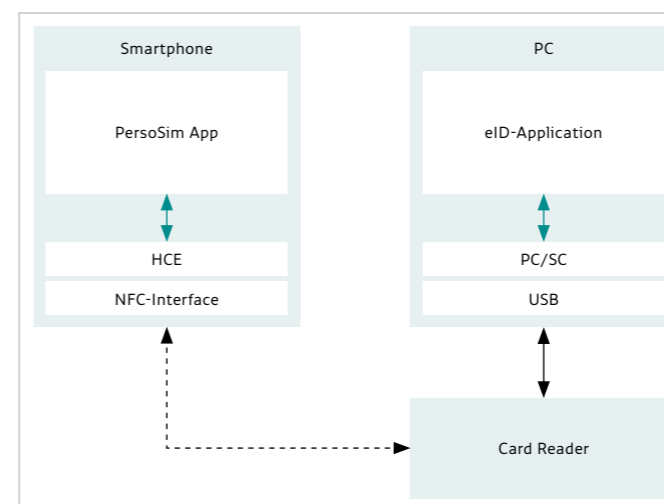 Smartphone
PersoSim App
HCE
NFC-Interface
PC
eID-Application
PC/SC
USB
Card Reader